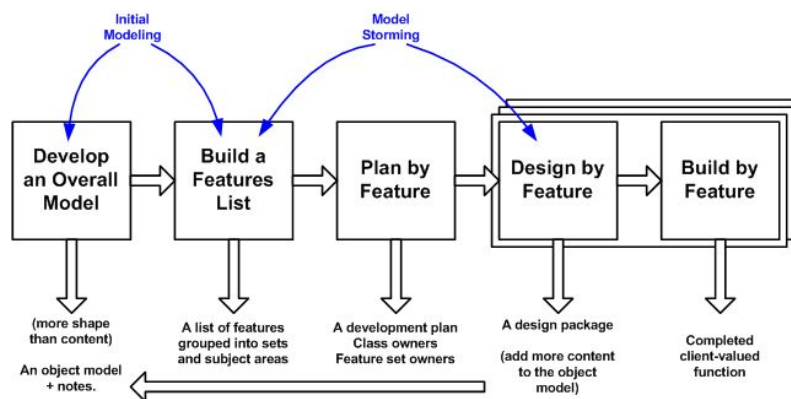 Initial
Modeling
Model
Storming
Develop
an Overall
Model
Build a
Features
List
Plan by
Feature
Design by
Feature
Build by
Feature
(more shape
than content)
An object model
+ notes.
A list of features
grouped into sets
and subject areas
A development plan
Class owners
Feature set owners
A design package
(add more content
to the object
model)
Completed
client-valued
function